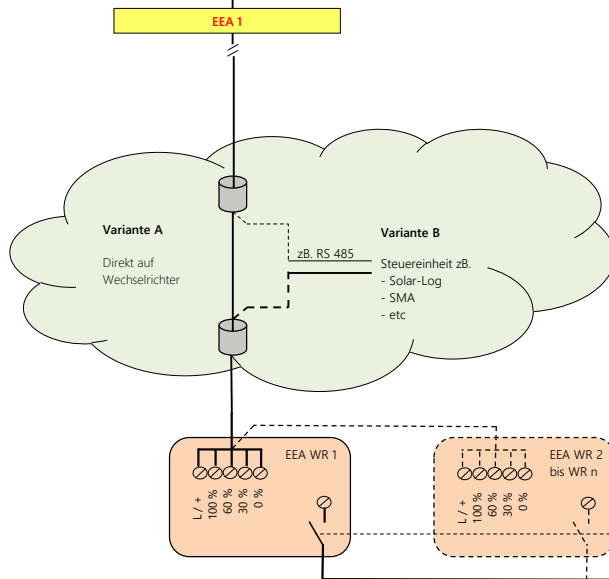 EEA 1
Variante A
Direkt auf
Wechselrichter
zB. RS 485
Variante B
Steuereinheit zB.
- Solar-Log
- SMA
- etc
EEA WR 1
L / +
100 %
60 %
30 %
0 %
EEA WR 2
bis WR n
L / +
100 %
60 %
30 %
0 %